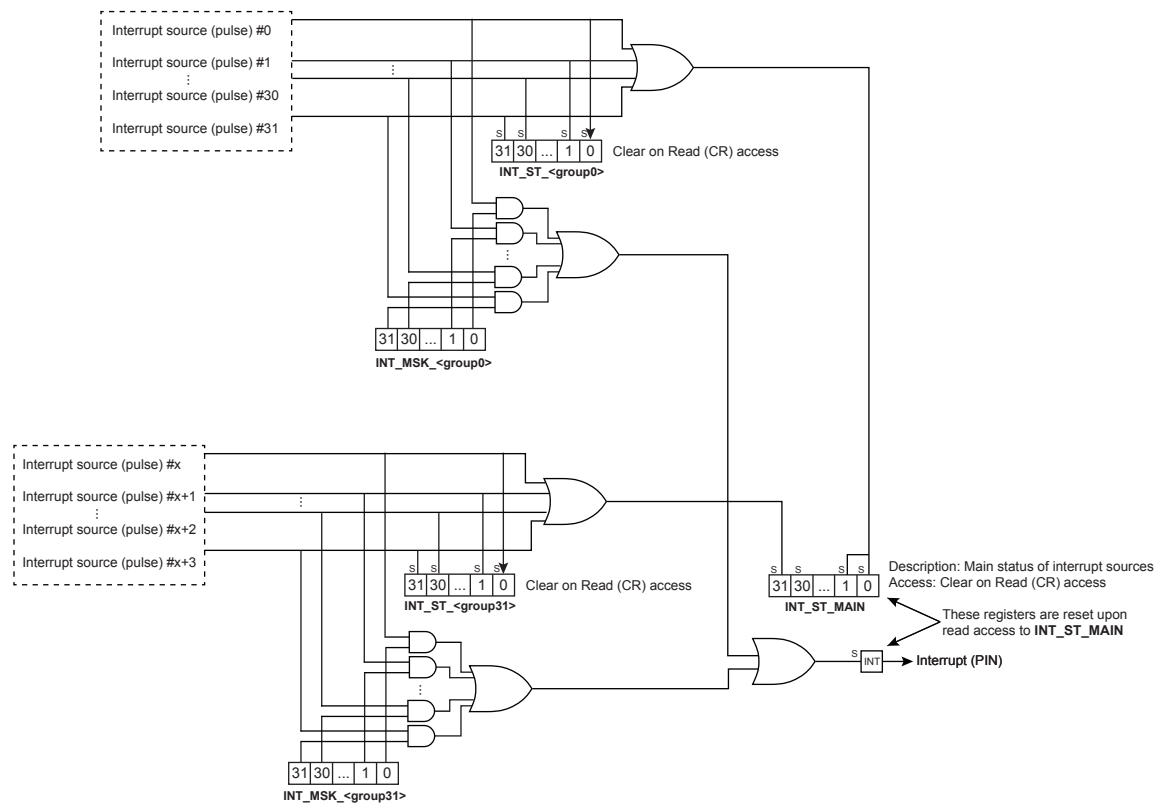 Interrupt source (pulse) #0
Interrupt source (pulse) #1
⋮
Interrupt source (pulse) #30
Interrupt source (pulse) #31
⋮
S S S S
31 30 ... 1 0
Clear on Read (CR) access
INT_ST_<group0>
⋮
31 30 ... 1 0
INT_MSK_<group0>
Interrupt source (pulse) #x
Interrupt source (pulse) #x+1
⋮
Interrupt source (pulse) #x+2
Interrupt source (pulse) #x+3
⋮
S S S S
31 30 ... 1 0
Clear on Read (CR) access
INT_ST_<group31>
S S S S
31 30 ... 1 0
INT_ST_MAIN
Description: Main status of interrupt sources
Access: Clear on Read (CR) access
These registers are reset upon
read access to INT_ST_MAIN
S
INT
Interrupt (PIN)
⋮
31 30 ... 1 0
INT_MSK_<group31>